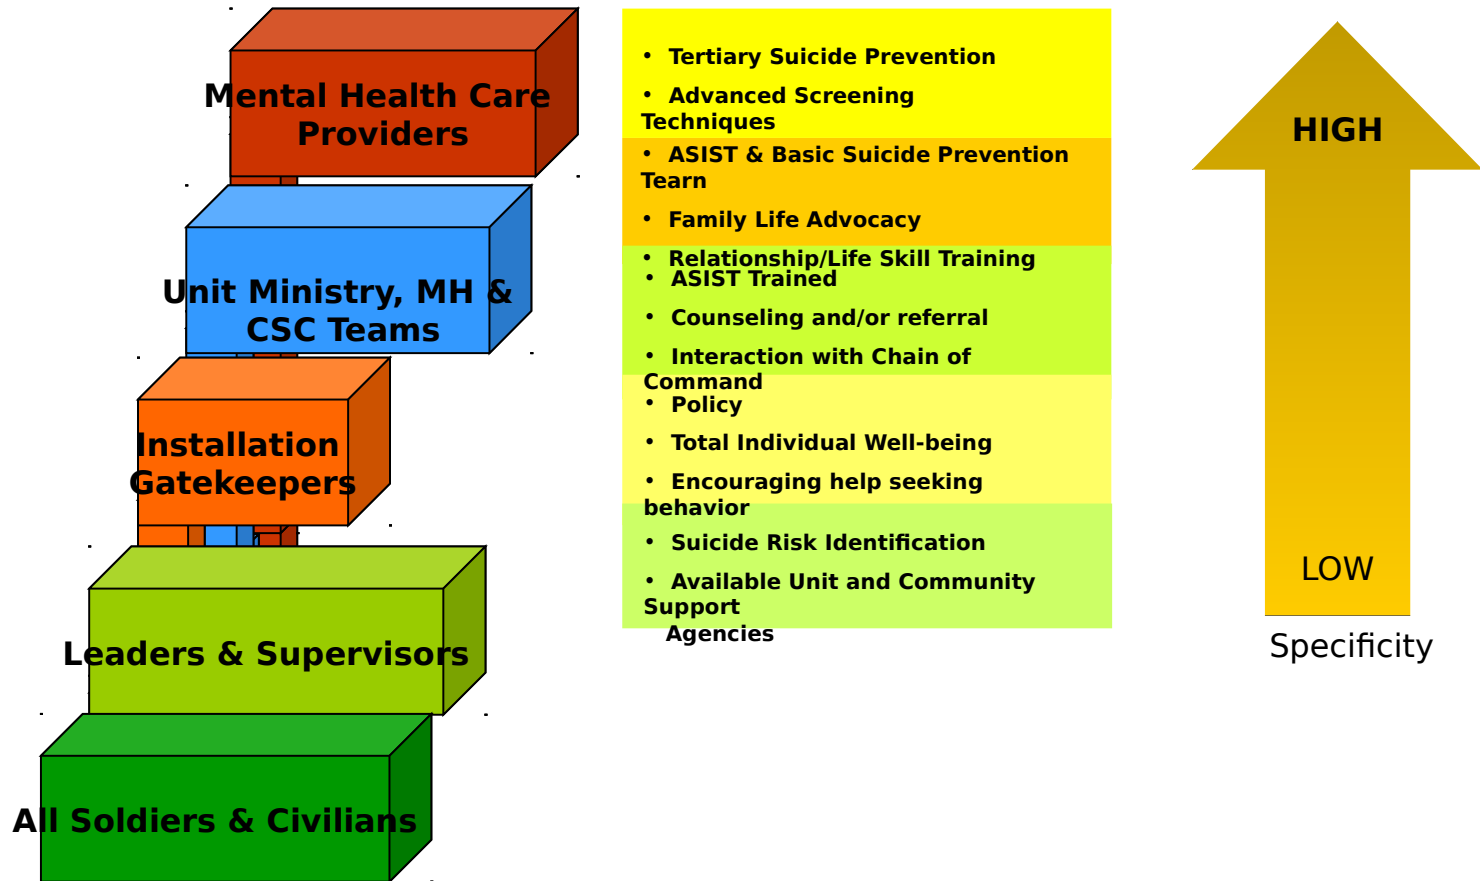 Mental Health Care
Providers
Unit Ministry, MH &
CSC Teams
Installation
Gatekeepers
Leaders & Supervisors
All Soldiers & Civilians
• Tertiary Suicide Prevention
• Advanced Screening
Techniques
• ASIST & Basic Suicide Prevention
Tearn
• Family Life Advocacy
• Relationship/Life Skill Training
• ASIST Trained
• Counseling and/or referral
• Interaction with Chain of
Command
• Policy
• Total Individual Well-being
• Encouraging help seeking
behavior
• Suicide Risk Identification
• Available Unit and Community
Support
Agencies
HIGH
LOW
Specificity